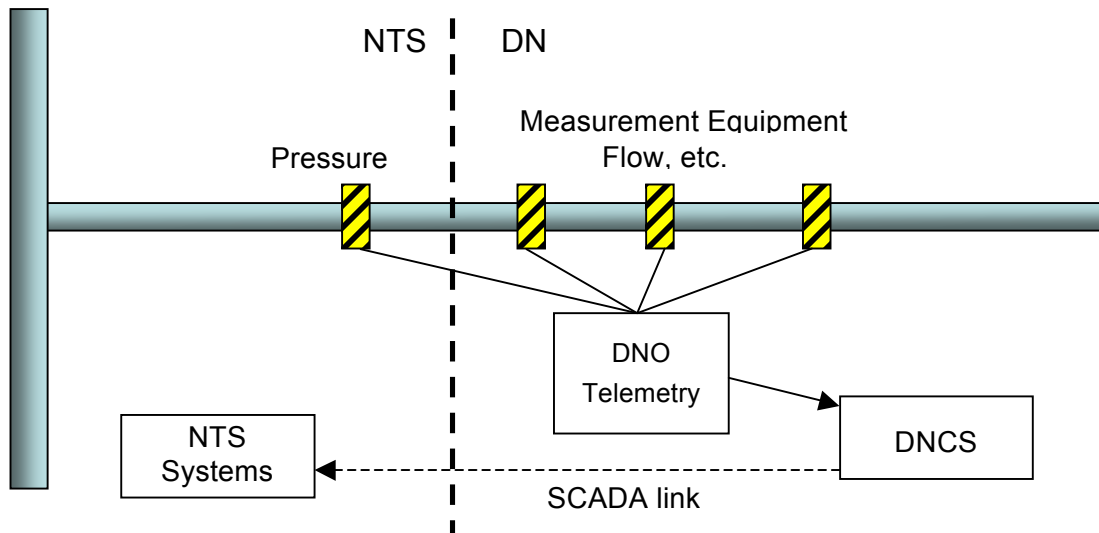 NTS
DN
Measurement Equipment
Flow, etc.
Pressure
DNO
Telemetry
NTS
Systems
DNCS
SCADA link